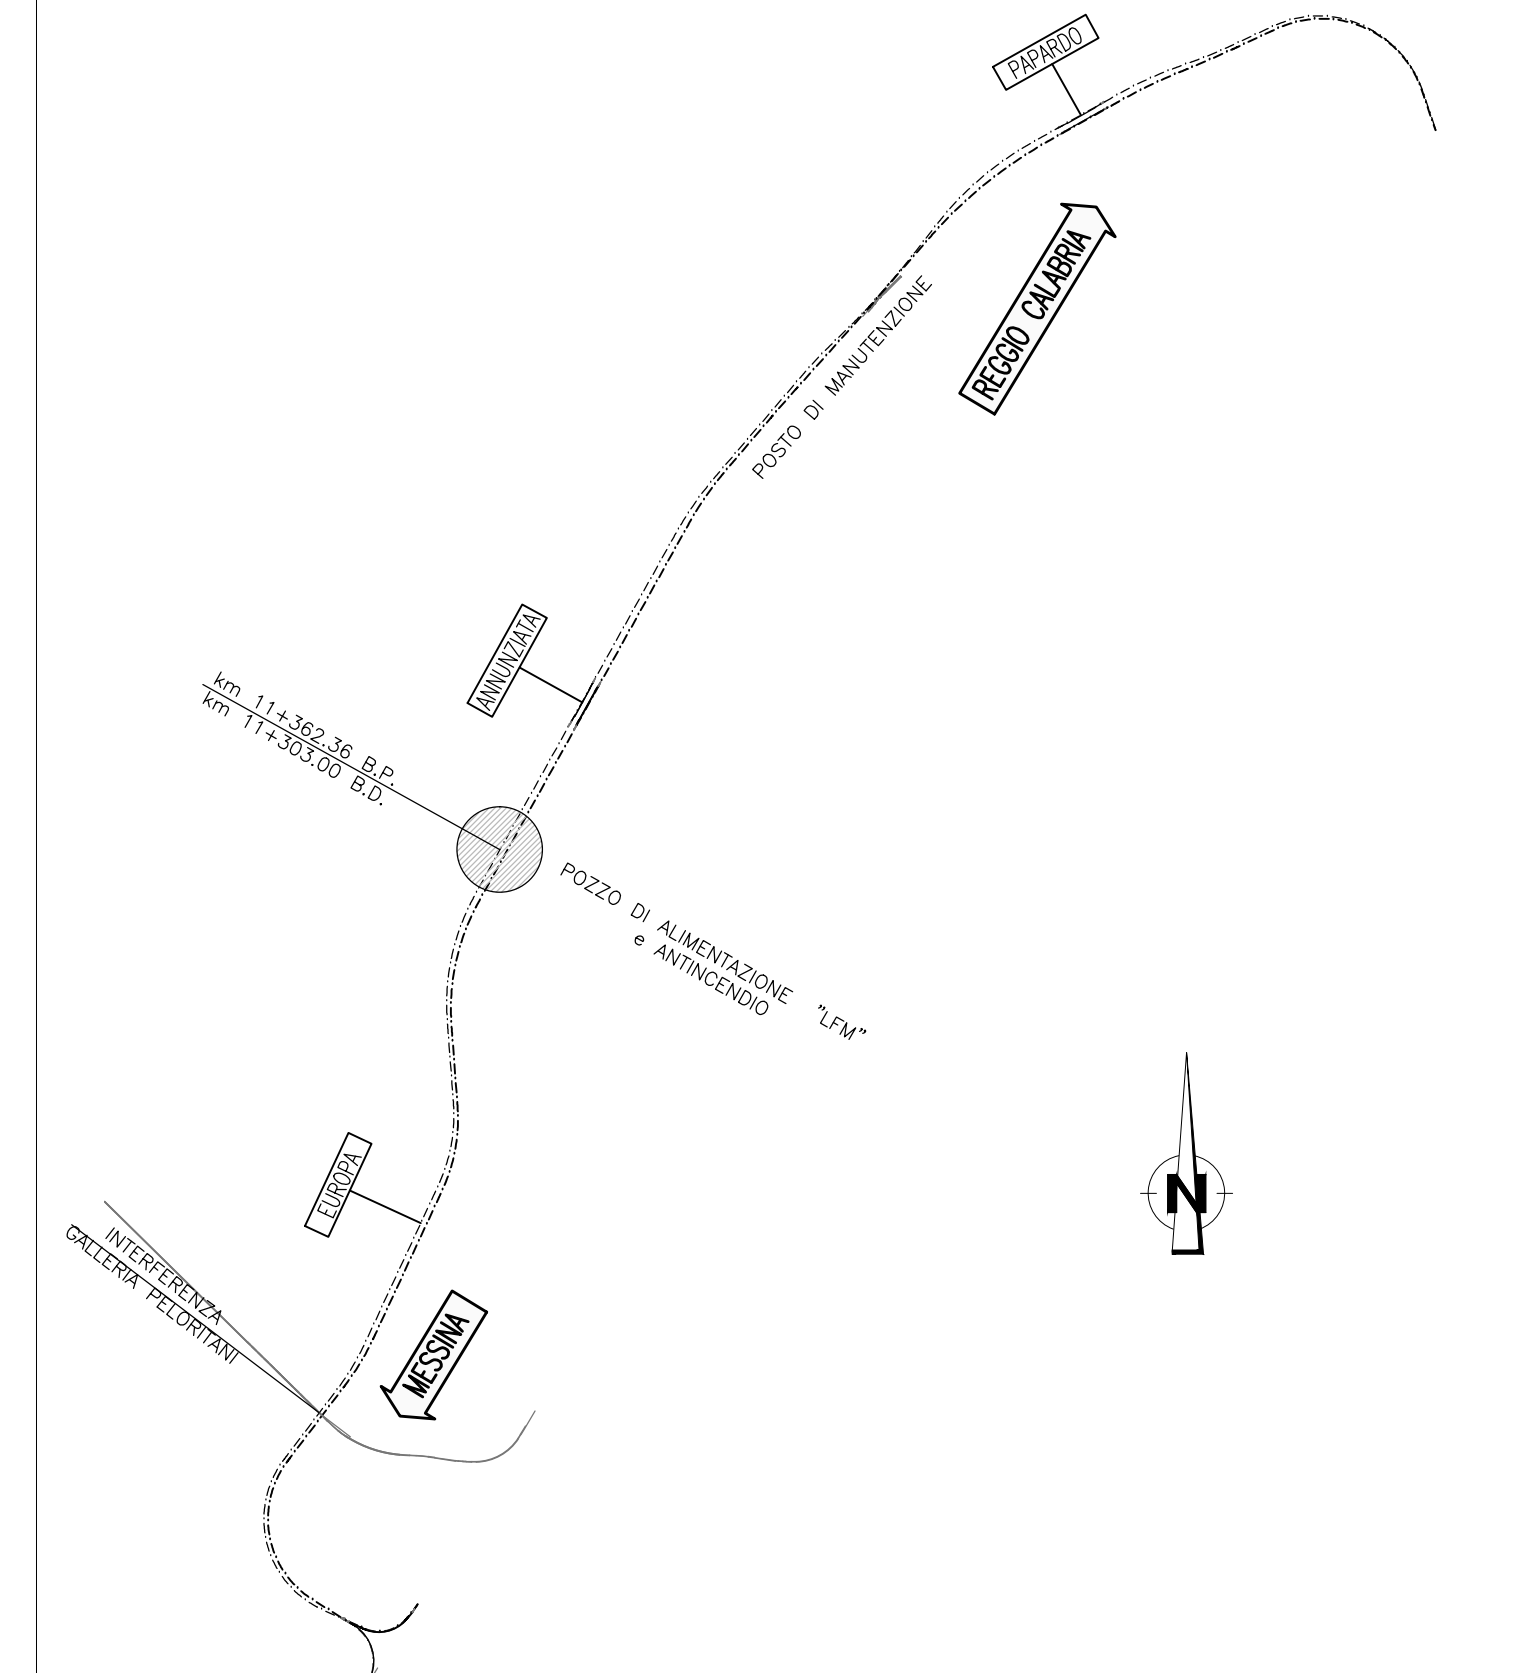 PAPARDO
REGGIO CALABRIA
POSTO DI MANUTENZIONE
ANNUNZIATA
km 11+362.36 B.P.
km 11+303.00 B.D.
POZZO DI ALIMENTAZIONE "LFM"
e ANTINCENDIO
EUROPA
N
INTERFERENZA
GALLERIA PELORITANI
MESSINA